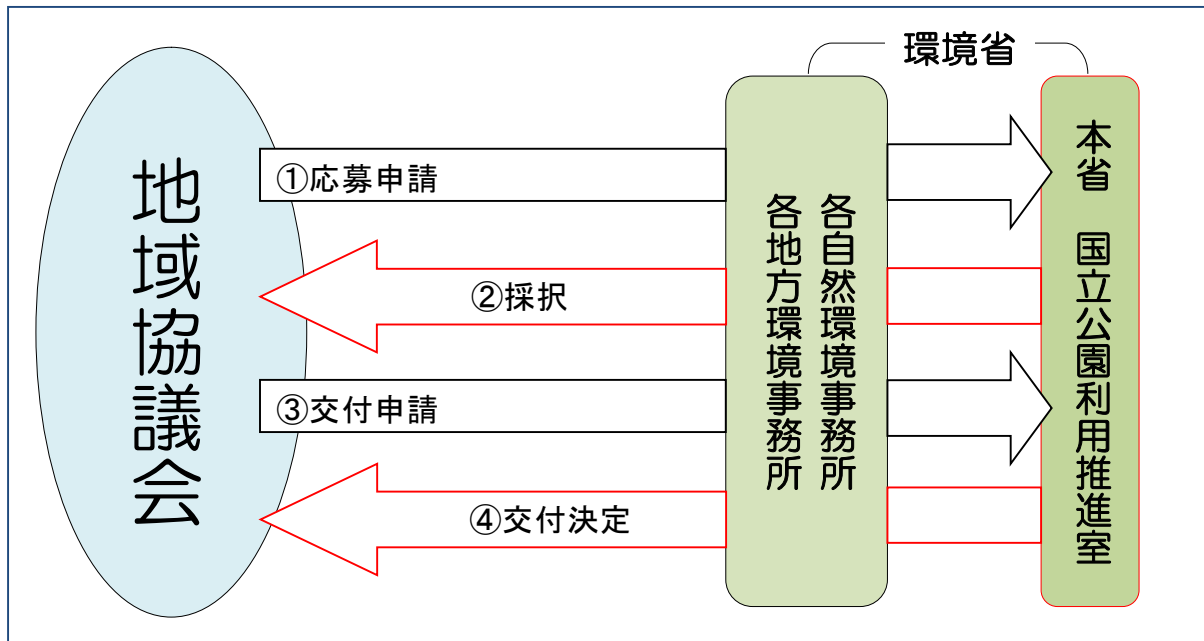 環境省
地域協議会
①応募申請
②採択
③交付申請
④交付決定
各自然環境事務所
各地方環境事務所
本省　国立公園利用推進室